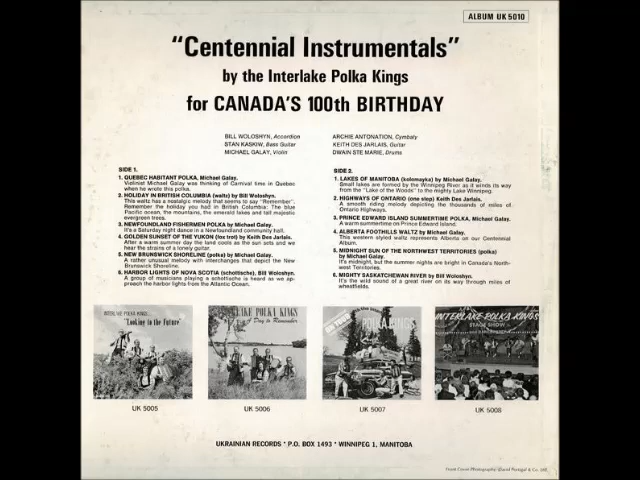 ALBUM UK 5010
"Centennial Instrumentals"
by the Interlake Polka Kings
for CANADA'S 100th BIRTHDAY
BILL WOLOSHYN, Accordion
STAN KASKIW, Bass Guitar
MICHAEL GALAY, Violin
ARCHIE ANTONATION, Cymbaly
KEITH DES JARLAIS, Guitar
DWAIN STE MARIE, Drums
SIDE 1.
1. QUEBEC HABITANT POLKA, Michael Galay.
Violinist Michael Galay was thinking of Carnival time in Quebec
when he wrote this polka.
2. HOLIDAY IN BRITISH COLUMBIA (waltz) by Bill Woloshyn.
This waltz has a nostalgic melody that seems to say "Remember".
Remember the holiday you had in British Columbia: The blue
Pacific ocean, the mountains, the emerald lakes and tall majestic
evergreen trees.
3. NEWFOUNDLAND FISHERMEN POLKA by Michael Galay.
It's a Saturday night dance in a Newfoundland community hall.
4. GOLDEN SUNSET OF THE YUKON (fox trot) by Keith Des Jarlais.
After a warm summer day the land cools as the sun sets and we
hear the strains of a lonely guitar.
5. NEW BRUNSWICK SHORELINE (polka) by Michael Galay.
A rather unusual melody with interchanges that depict the New
Brunswick Shoreline.
6. HARBOR LIGHTS OF NOVA SCOTIA (schottische), Bill Woloshyn.
A group of musicians playing a schottische is heard as we ap-
proach the harbor lights from the Atlantic Ocean.
SIDE 2.
1. LAKES OF MANITOBA (kolomayka) by Michael Galay.
Small lakes are formed by the Winnipeg River as it winds its way
from the "Lake of the Woods" to the mighty Lake Winnipeg.
2. HIGHWAYS OF ONTARIO (one step) Keith Des Jarlais.
A smooth riding melody depicting the thousands of miles of
Ontario Highways.
3. PRINCE EDWARD ISLAND SUMMERTIME POLKA, Michael Galay.
A warm summertime on Prince Edward Island.
4. ALBERTA FOOTHILLS WALTZ by Michael Galay.
This western styled waltz represents Alberta on our Centennial
Album.
5. MIDNIGHT SUN OF THE NORTHWEST TERRITORIES (polka)
by Michael Galay.
It's midnight, but the summer nights are bright in Canada's North-
west Territories.
6. MIGHTY SASKATCHEWAN RIVER by Bill Woloshyn.
It's the wild sound of a great river on its way through miles of
wheatfields.
INTERLAKE POLKA KINGS
"Looking to the Future"
POLKA KINGS
A Day to Remember
POLKA KINGS
INTERLAKE POLKA KINGS
STAGE SHOW
UK 5005
UK 5006
UK 5007
UK 5008
UKRAINIAN RECORDS * P.O. BOX 1493 * WINNIPEG 1, MANITOBA
Front Cover Photography: Portugal & Co. Ltd.